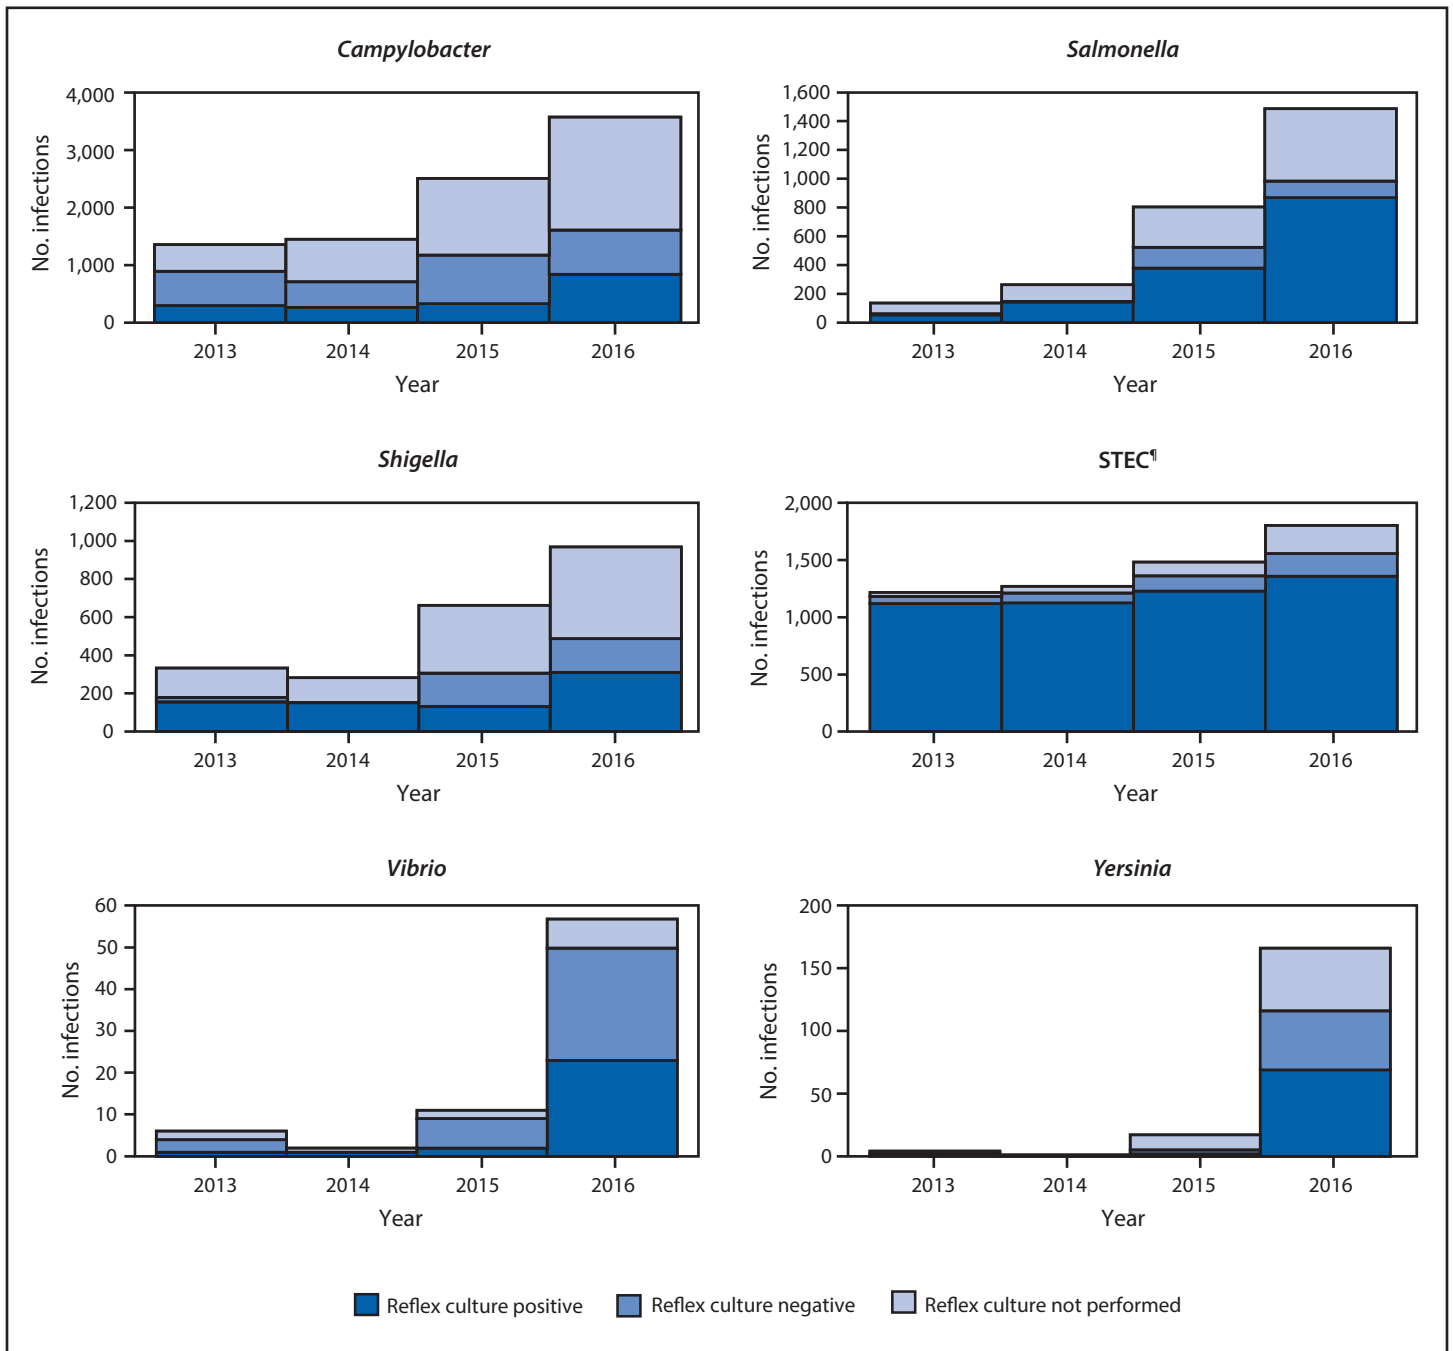 Campylobacter
4,000
3,000
2,000
1,000
0
No. infections
2013 2014 2015 2016
Year
Salmonella
1,600
1,400
1,200
1,000
800
600
400
200
0
No. infections
2013 2014 2015 2016
Year
Shigella
1,200
1,000
800
600
400
200
0
No. infections
2013 2014 2015 2016
Year
STEC¶
2,000
1,500
1,000
500
0
No. infections
2013 2014 2015 2016
Year
Vibrio
60
50
40
30
20
10
0
No. infections
2013 2014 2015 2016
Year
Yersinia
200
150
100
50
0
No. infections
2013 2014 2015 2016
Year
Reflex culture positive Reflex culture negative Reflex culture not performed